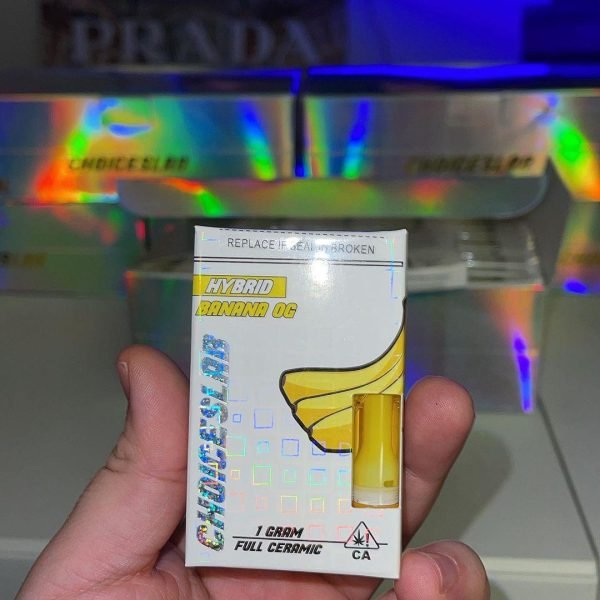 PRADA
CHOICESLAB
CHOICESLAB
REPLACE IF SEAL IS BROKEN
HYBRID
BANANA OG
CHOICESLAB
1 GRAM
FULL CERAMIC
!
CA